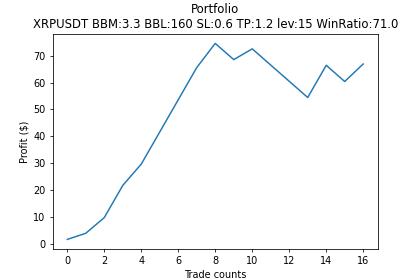 Portfolio
XRPUSDT BBM:3.3 BBL:160 SL:0.6 TP:1.2 lev:15 WinRatio:71.0
70
60
50
40
30
20
10
0
Profit ($)
0 2 4 6 8 10 12 14 16
Trade counts